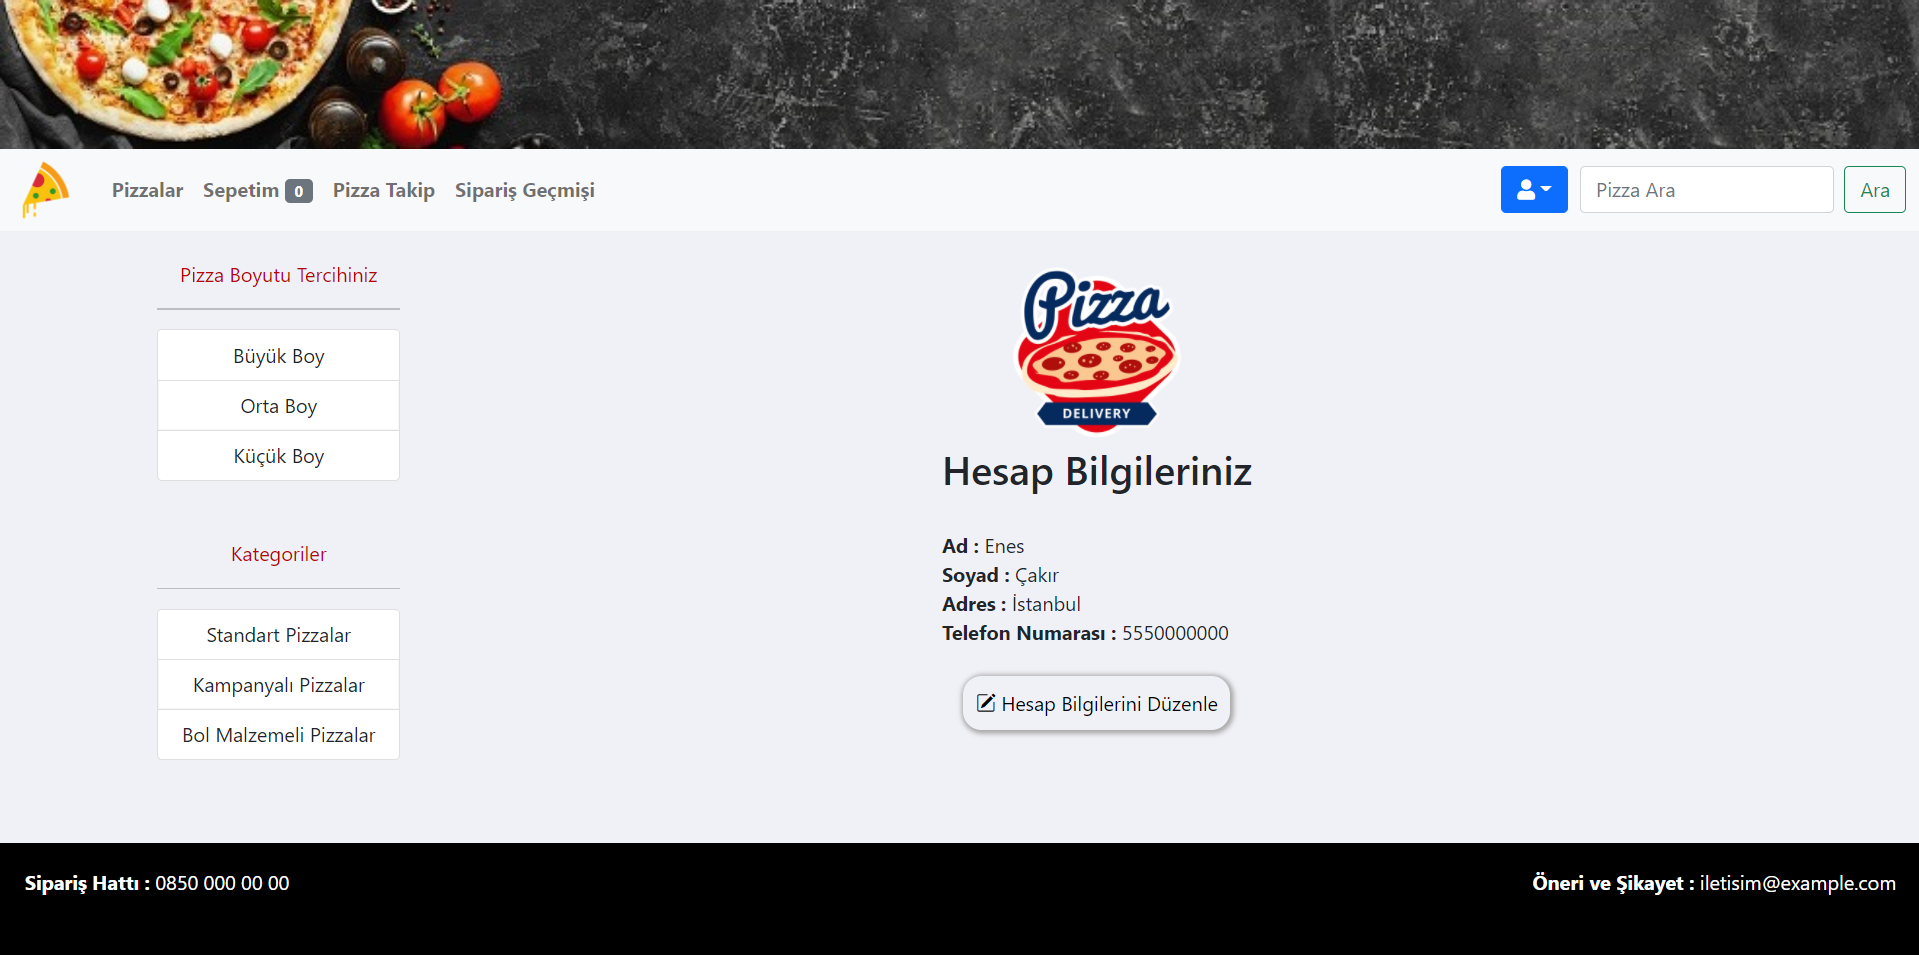 Pizzalar Sepetim 0 Pizza Takip Sipariş Geçmişi Pizza Ara Ara
Pizza Boyutu Tercihiniz
Büyük Boy
Orta Boy
Küçük Boy
Kategoriler
Standart Pizzalar
Kampanyalı Pizzalar
Bol Malzemeli Pizzalar
Pizza
DELIVERY
Hesap Bilgileriniz
Ad : Enes
Soyad : Çakır
Adres : İstanbul
Telefon Numarası : 5550000000
Hesap Bilgilerini Düzenle
Sipariş Hattı : 0850 000 00 00
Öneri ve Şikayet : iletisim@example.com